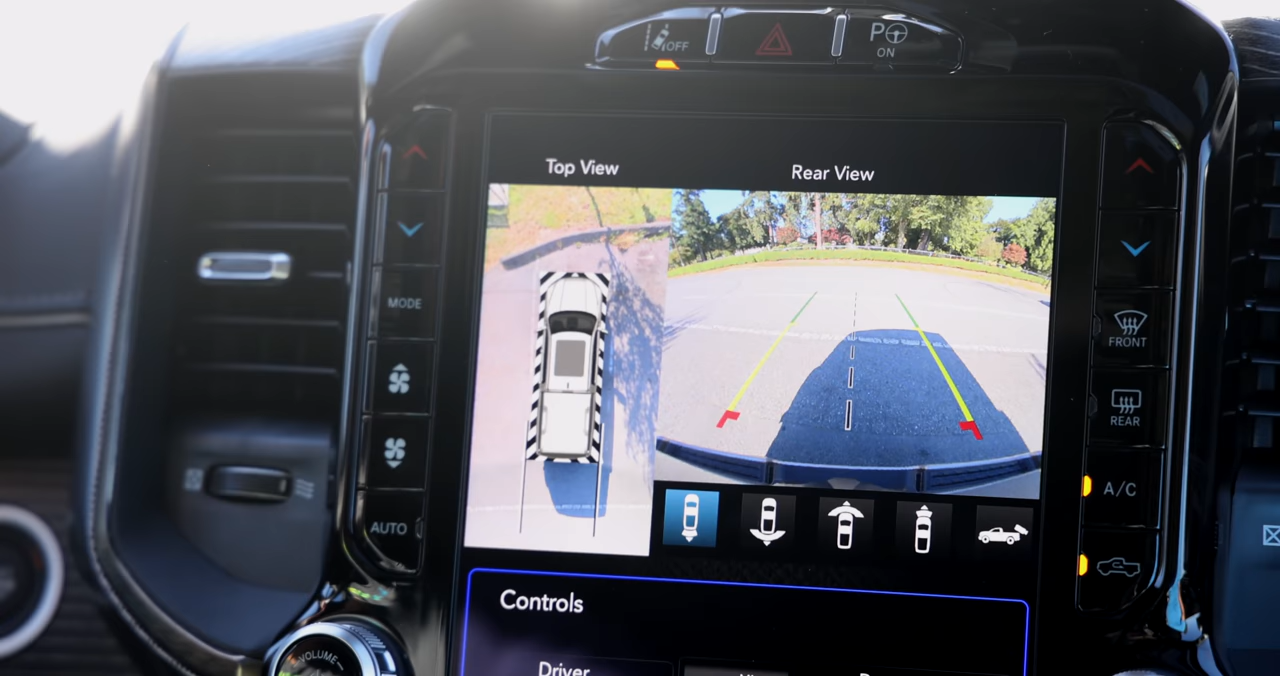 OFF
P
ON
Top View
Rear View
MODE
FRONT
REAR
A/C
AUTO
Controls
VOLUME
Driver